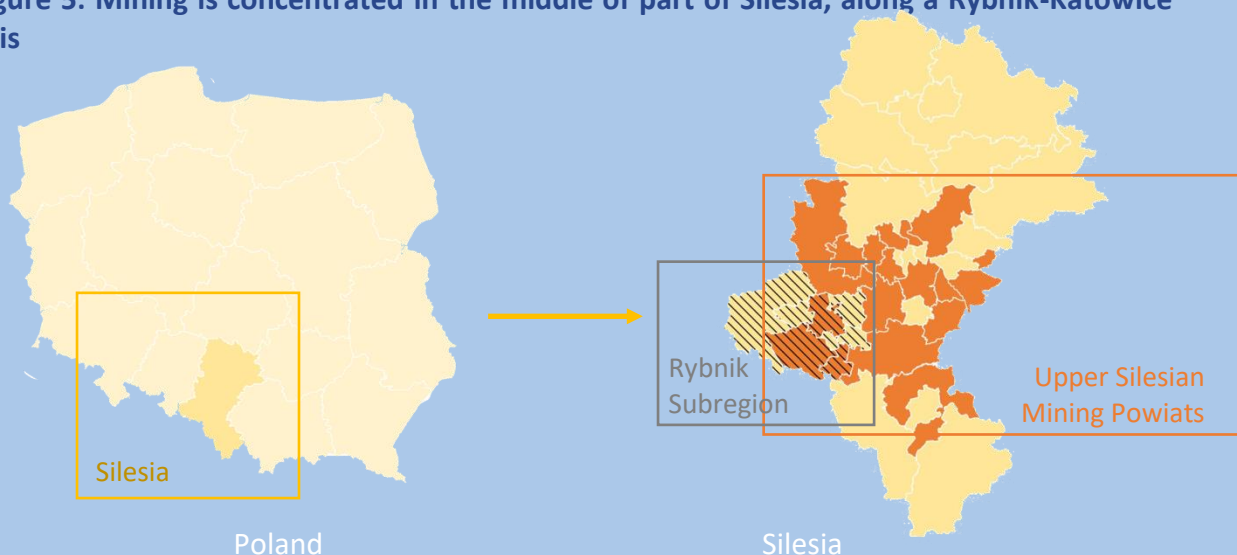 gure 3: Mining is concentrated in the middle of part of Silesia, along a Rybnik-Katowice
is
Silesia
Poland
Rybnik
Subregion
Upper Silesian
Mining Powiats
Silesia